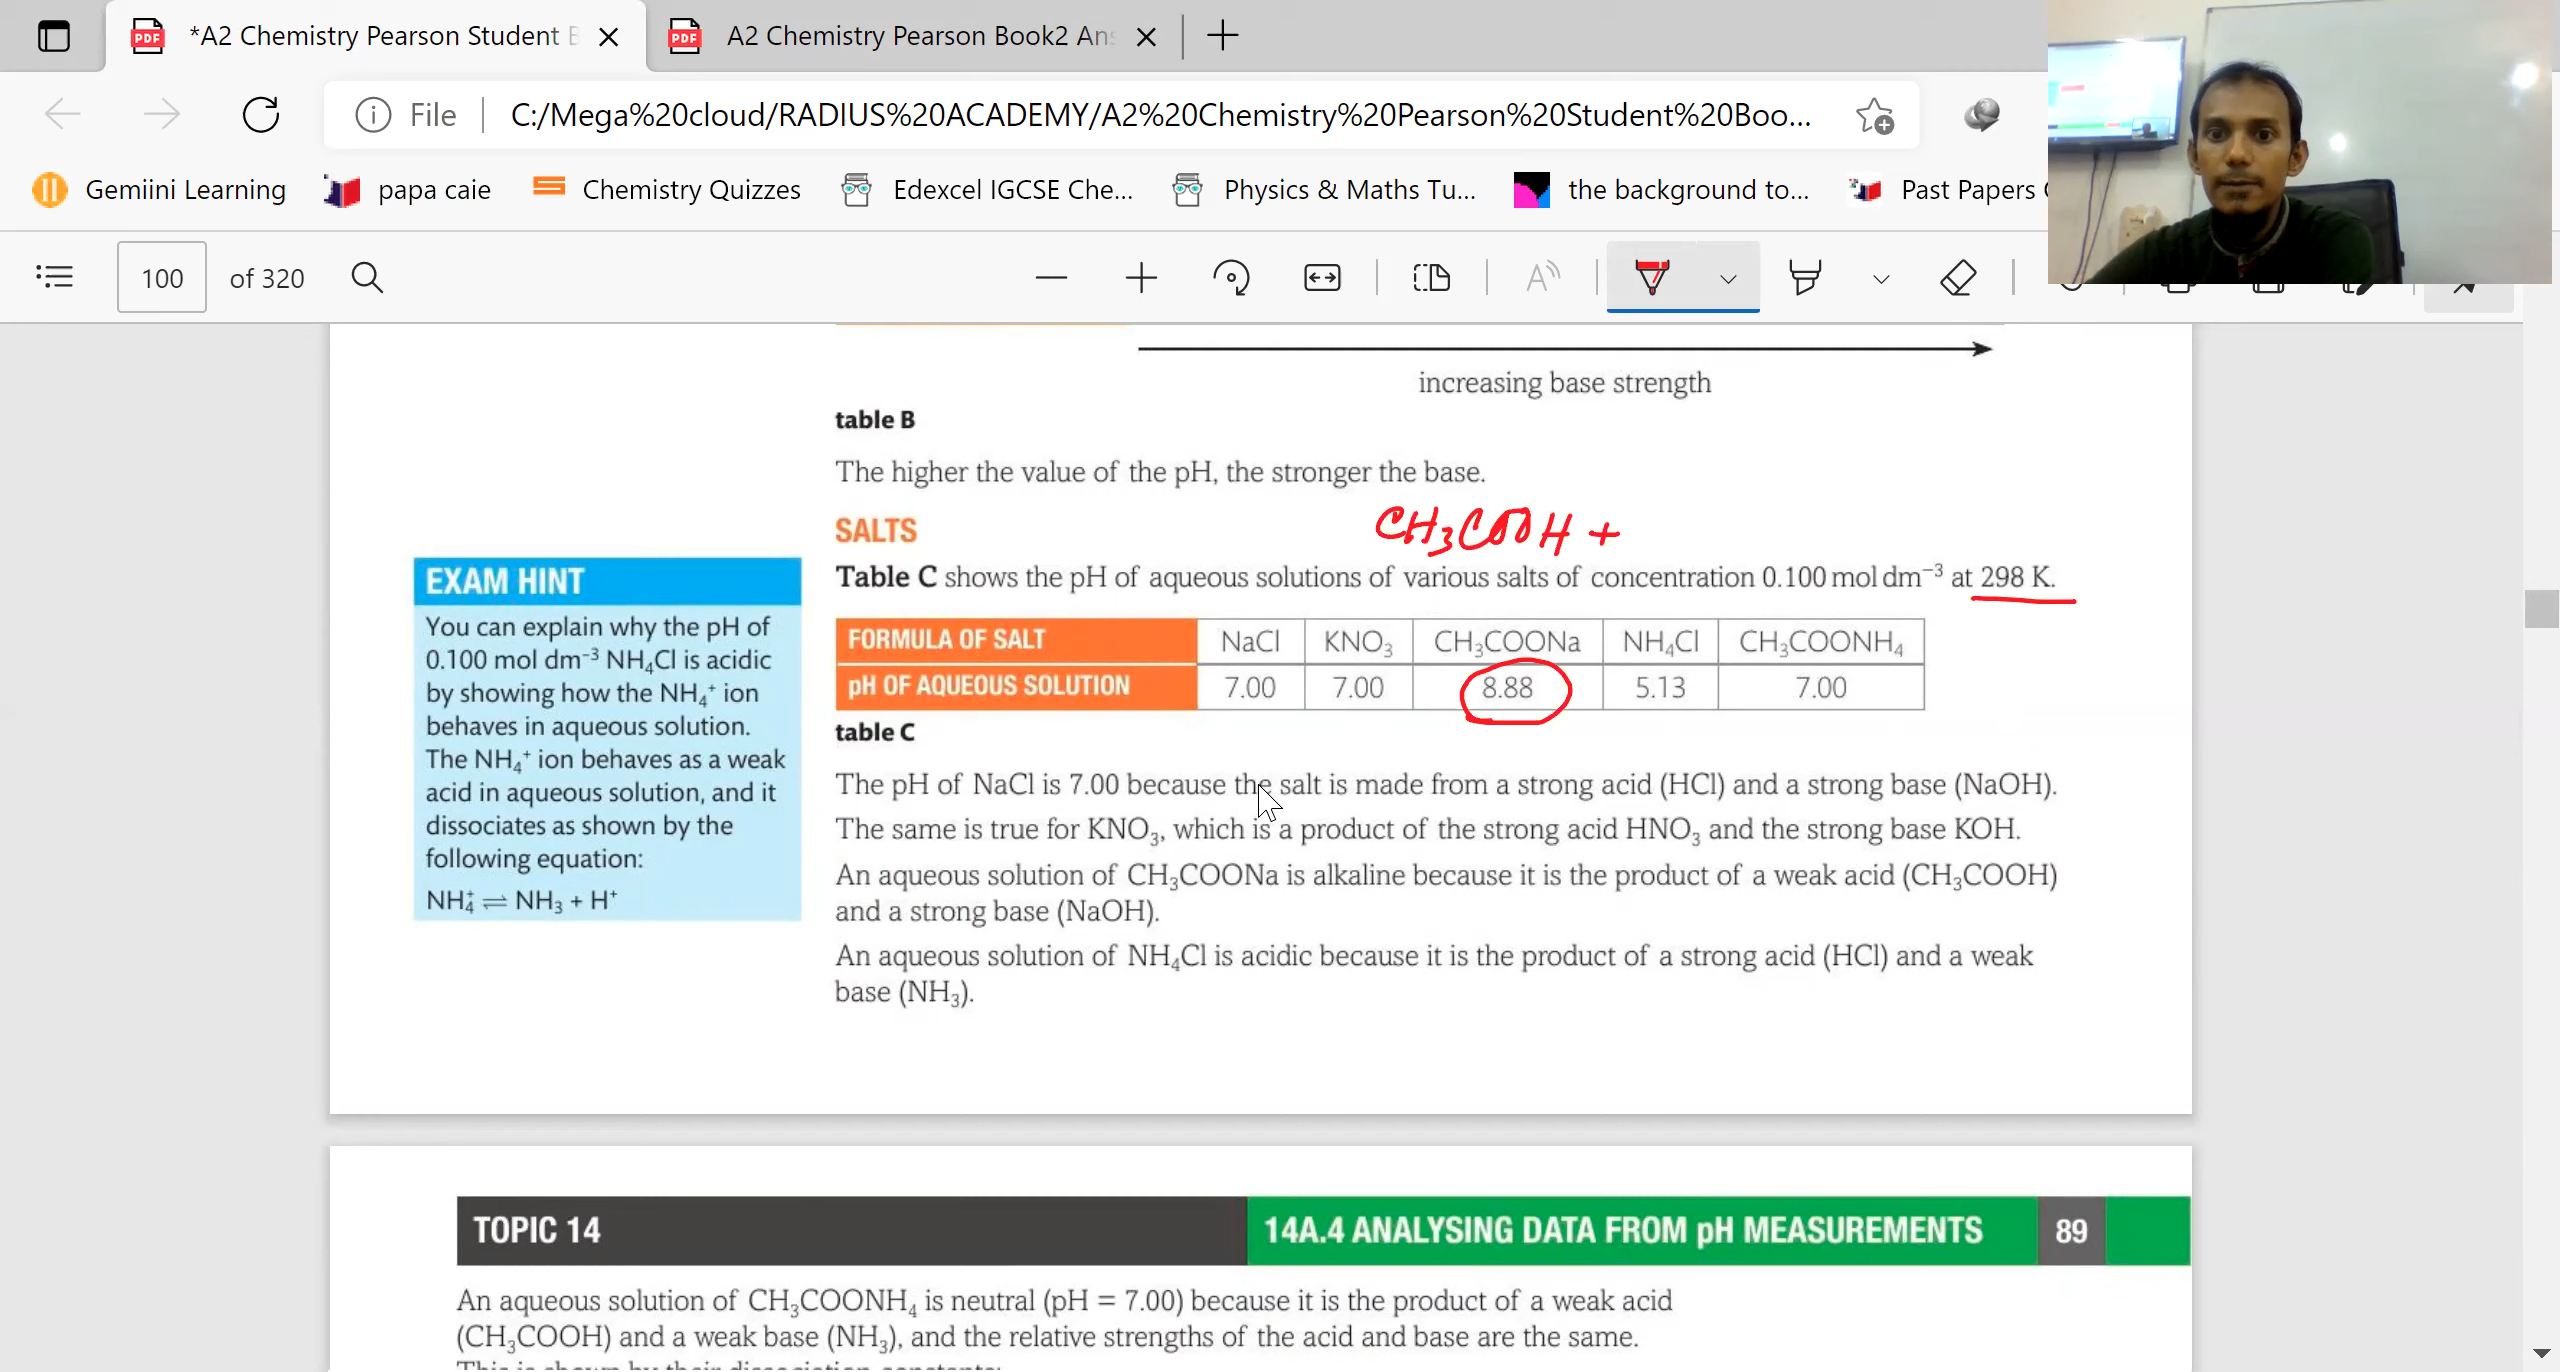 *A2 Chemistry Pearson Student B
A2 Chemistry Pearson Book2 Ans
File
C:/Mega%20cloud/RADIUS%20ACADEMY/A2%20Chemistry%20Pearson%20Student%20Boo...
Gemiini Learning
papa caie
Chemistry Quizzes
Edexcel IGCSE Che...
Physics & Maths Tu...
the background to...
Past Papers
100 of 320
increasing base strength
table B
The higher the value of the pH, the stronger the base.
SALTS
CH₃COOH +
Table C shows the pH of aqueous solutions of various salts of concentration 0.100 mol dm⁻³ at 298 K.
FORMULA OF SALT NaCl KNO₃ CH₃COONa NH₄Cl CH₃COONH₄
pH OF AQUEOUS SOLUTION 7.00 7.00 8.88 5.13 7.00
table C
The pH of NaCl is 7.00 because the salt is made from a strong acid (HCl) and a strong base (NaOH).
The same is true for KNO₃, which is a product of the strong acid HNO₃ and the strong base KOH.
An aqueous solution of CH₃COONa is alkaline because it is the product of a weak acid (CH₃COOH)
and a strong base (NaOH).
An aqueous solution of NH₄Cl is acidic because it is the product of a strong acid (HCl) and a weak
base (NH₃).
EXAM HINT
You can explain why the pH of
0.100 mol dm⁻³ NH₄Cl is acidic
by showing how the NH₄⁺ ion
behaves in aqueous solution.
The NH₄⁺ ion behaves as a weak
acid in aqueous solution, and it
dissociates as shown by the
following equation:
NH₄⁺ ⇌ NH₃ + H⁺
TOPIC 14
14A.4 ANALYSING DATA FROM pH MEASUREMENTS 89
An aqueous solution of CH₃COONH₄ is neutral (pH = 7.00) because it is the product of a weak acid
(CH₃COOH) and a weak base (NH₃), and the relative strengths of the acid and base are the same.
This is shown by their dissociation constants: